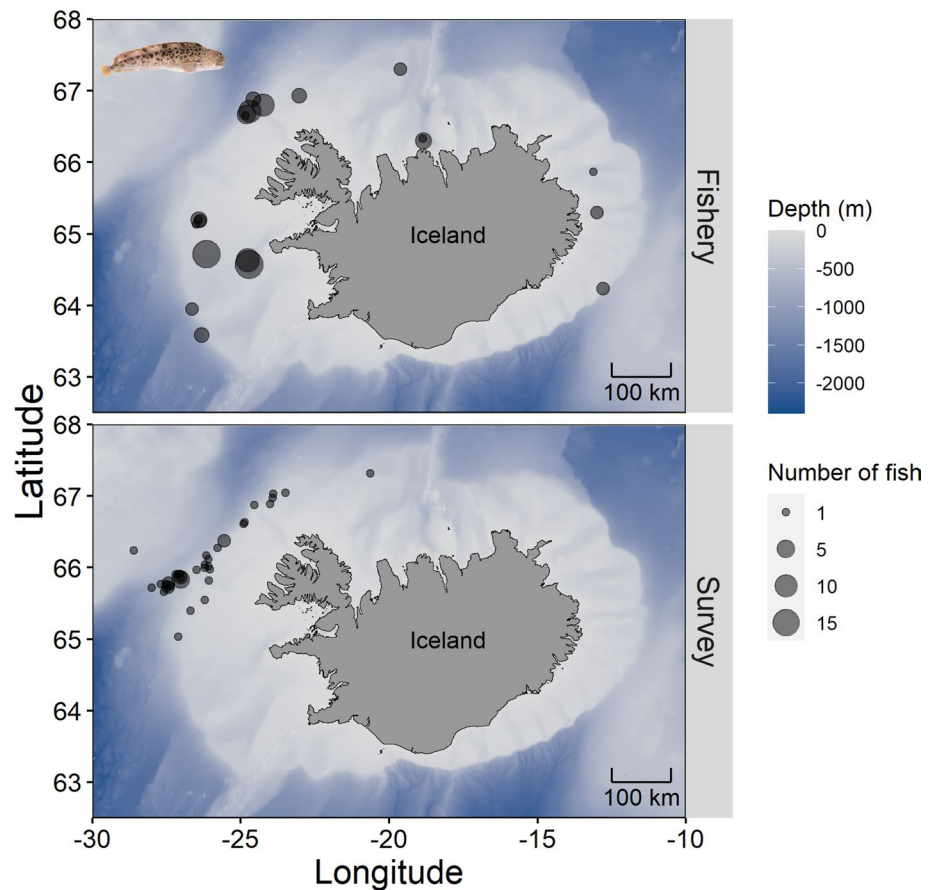 68
67
66
65
64
63
Iceland
100 km
Fishery
68
67
66
65
64
63
Iceland
100 km
Survey
-30
-25
-20
-15
-10
Latitude
Longitude
Depth (m)
0
-500
-1000
-1500
-2000
Number of fish
1
5
10
15